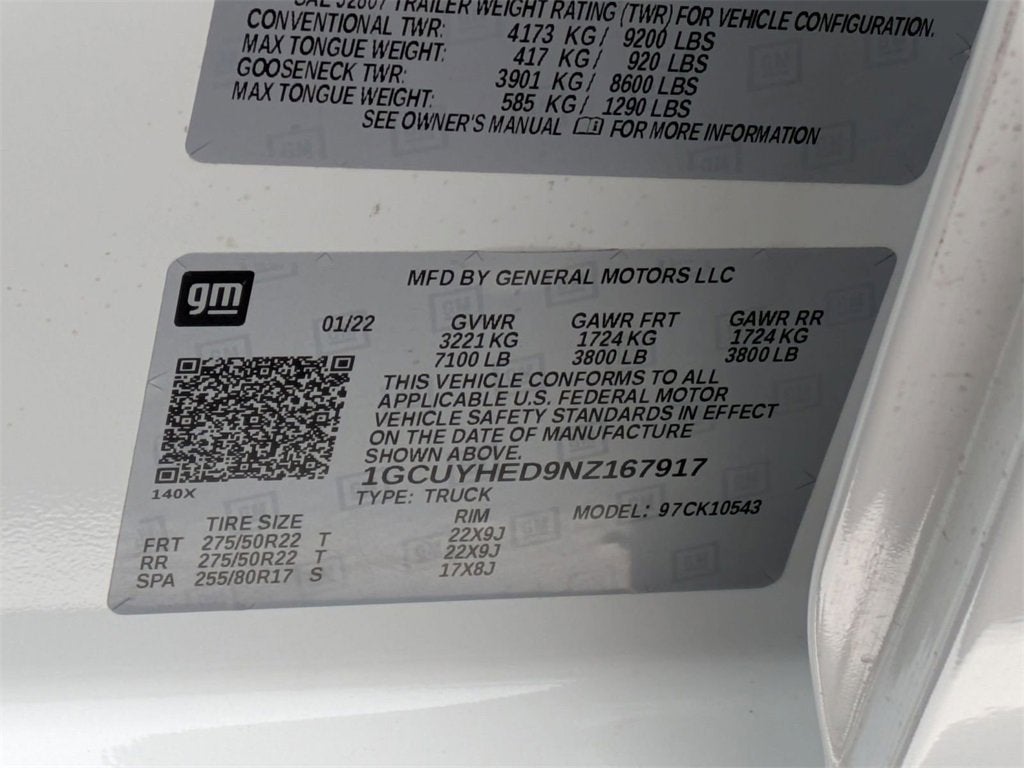 SAE J2807 TRAILER WEIGHT RATING (TWR) FOR VEHICLE CONFIGURATION.
CONVENTIONAL TWR: 4173 KG / 9200 LBS
MAX TONGUE WEIGHT: 417 KG / 920 LBS
GOOSENECK TWR: 3901 KG / 8600 LBS
MAX TONGUE WEIGHT: 585 KG / 1290 LBS
SEE OWNER'S MANUAL FOR MORE INFORMATION
gm
MFD BY GENERAL MOTORS LLC
01/22 GVWR GAWR FRT GAWR RR
3221 KG 1724 KG 1724 KG
7100 LB 3800 LB 3800 LB
THIS VEHICLE CONFORMS TO ALL
APPLICABLE U.S. FEDERAL MOTOR
VEHICLE SAFETY STANDARDS IN EFFECT
ON THE DATE OF MANUFACTURE
SHOWN ABOVE.
1GCUYHED9NZ167917
140X
TYPE: TRUCK MODEL: 97CK10543
TIRE SIZE RIM
FRT 275/50R22 T 22X9J
RR 275/50R22 T 22X9J
SPA 255/80R17 S 17X8J